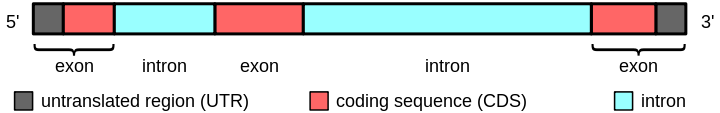 5' 3'
exon intron exon intron exon
untranslated region (UTR) coding sequence (CDS) intron